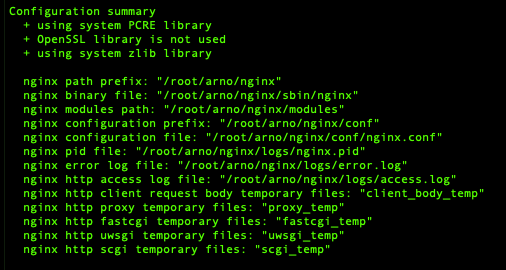 Configuration summary
+ using system PCRE library
+ OpenSSL library is not used
+ using system zlib library
nginx path prefix: "/root/arno/nginx"
nginx binary file: "/root/arno/nginx/sbin/nginx"
nginx modules path: "/root/arno/nginx/modules"
nginx configuration prefix: "/root/arno/nginx/conf"
nginx configuration file: "/root/arno/nginx/conf/nginx.conf"
nginx pid file: "/root/arno/nginx/logs/nginx.pid"
nginx error log file: "/root/arno/nginx/logs/error.log"
nginx http access log file: "/root/arno/nginx/logs/access.log"
nginx http client request body temporary files: "client_body_temp"
nginx http proxy temporary files: "proxy_temp"
nginx http fastcgi temporary files: "fastcgi_temp"
nginx http uwsgi temporary files: "uwsgi_temp"
nginx http scgi temporary files: "scgi_temp"